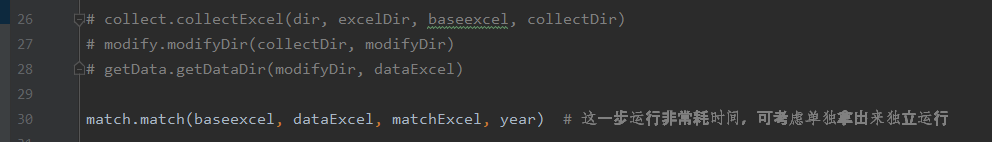 26 # collect.collectExcel(dir, excelDir, baseexcel, collectDir)
27 # modify.modifyDir(collectDir, modifyDir)
28 # getData.getDataDir(modifyDir, dataExcel)
29
30 match.match(baseexcel, dataExcel, matchExcel, year)  # 这一步运行非常耗时间，可考虑单独拿出来独立运行